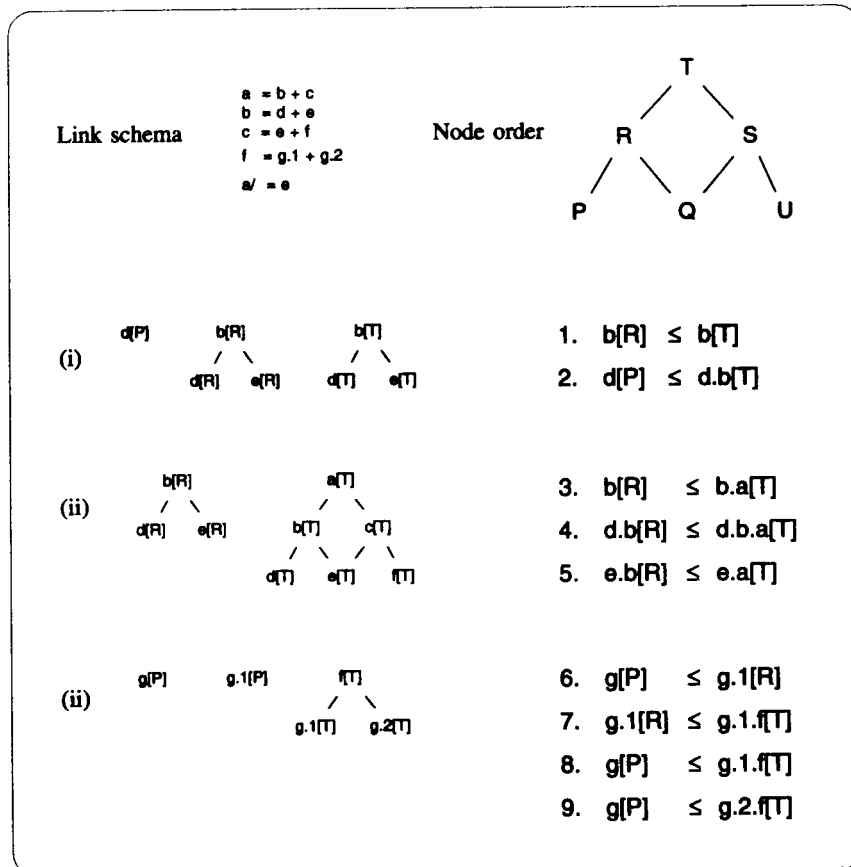 Link schema
a = b + c
b = d + e
c = e + f
f = g.1 + g.2
a/ = e
Node order
T
R S
P Q U
(i)
d[P] b[R] b[T]
d[R] e[R] d[T] e[T]
1. b[R] ≤ b[T]
2. d[P] ≤ d.b[T]
(ii)
b[R] a[T]
d[R] e[R] b[T] c[T]
d[T] e[T] f[T]
3. b[R] ≤ b.a[T]
4. d.b[R] ≤ d.b.a[T]
5. e.b[R] ≤ e.a[T]
(ii)
g[P] g.1[P] f[T]
g.1[T] g.2[T]
6. g[P] ≤ g.1[R]
7. g.1[R] ≤ g.1.f[T]
8. g[P] ≤ g.1.f[T]
9. g[P] ≤ g.2.f[T]